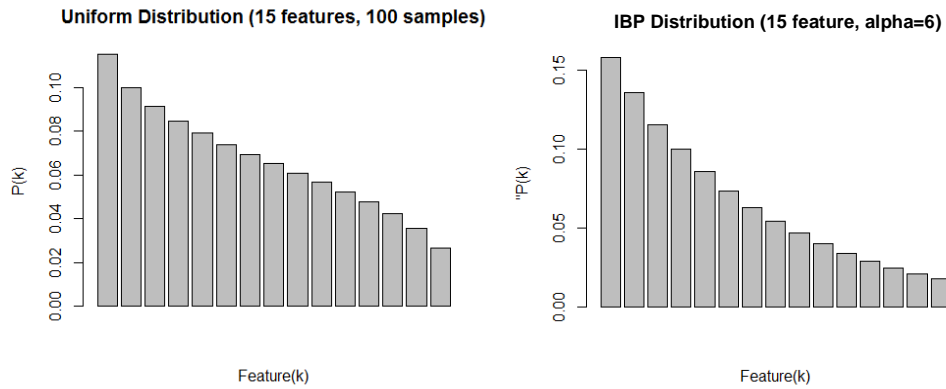 Uniform Distribution (15 features, 100 samples)
P(k)
0.00 0.02 0.04 0.06 0.08 0.10
Feature(k)
IBP Distribution (15 feature, alpha=6)
"P(k)
0.00 0.05 0.10 0.15
Feature(k)